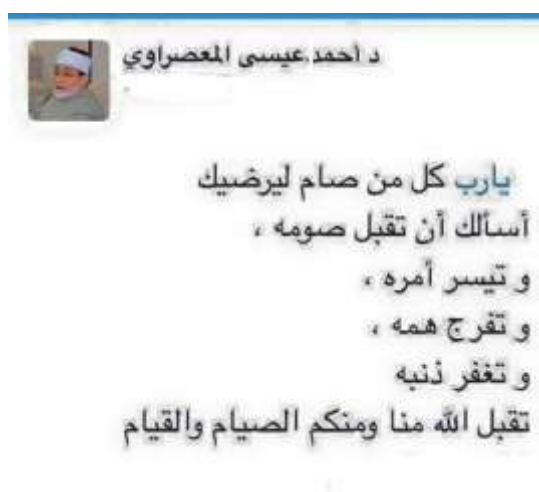 د أحمد عيسى المعصراوي
يارب كل من صام ليرضيك
أسألك أن تقبل صومه ،
و تيسر أمره ،
و تفرج همه ،
و تغفر ذنبه
تقبل الله منا ومنكم الصيام والقيام